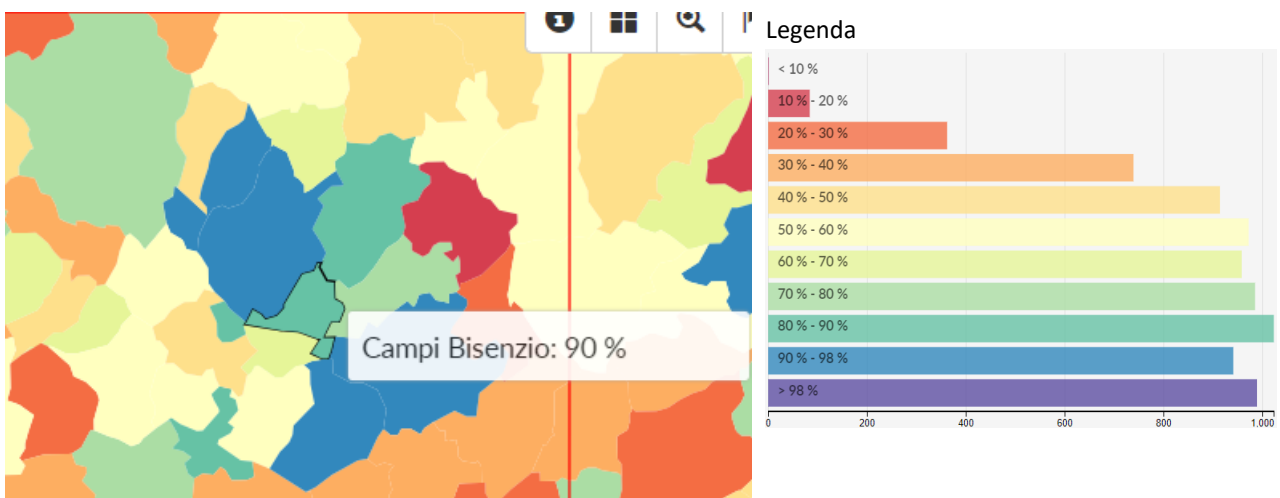 Legenda
< 10 %
10 % - 20 %
20 % - 30 %
30 % - 40 %
40 % - 50 %
50 % - 60 %
60 % - 70 %
70 % - 80 %
80 % - 90 %
90 % - 98 %
> 98 %
0 200 400 600 800 1.000
Campi Bisenzio: 90 %